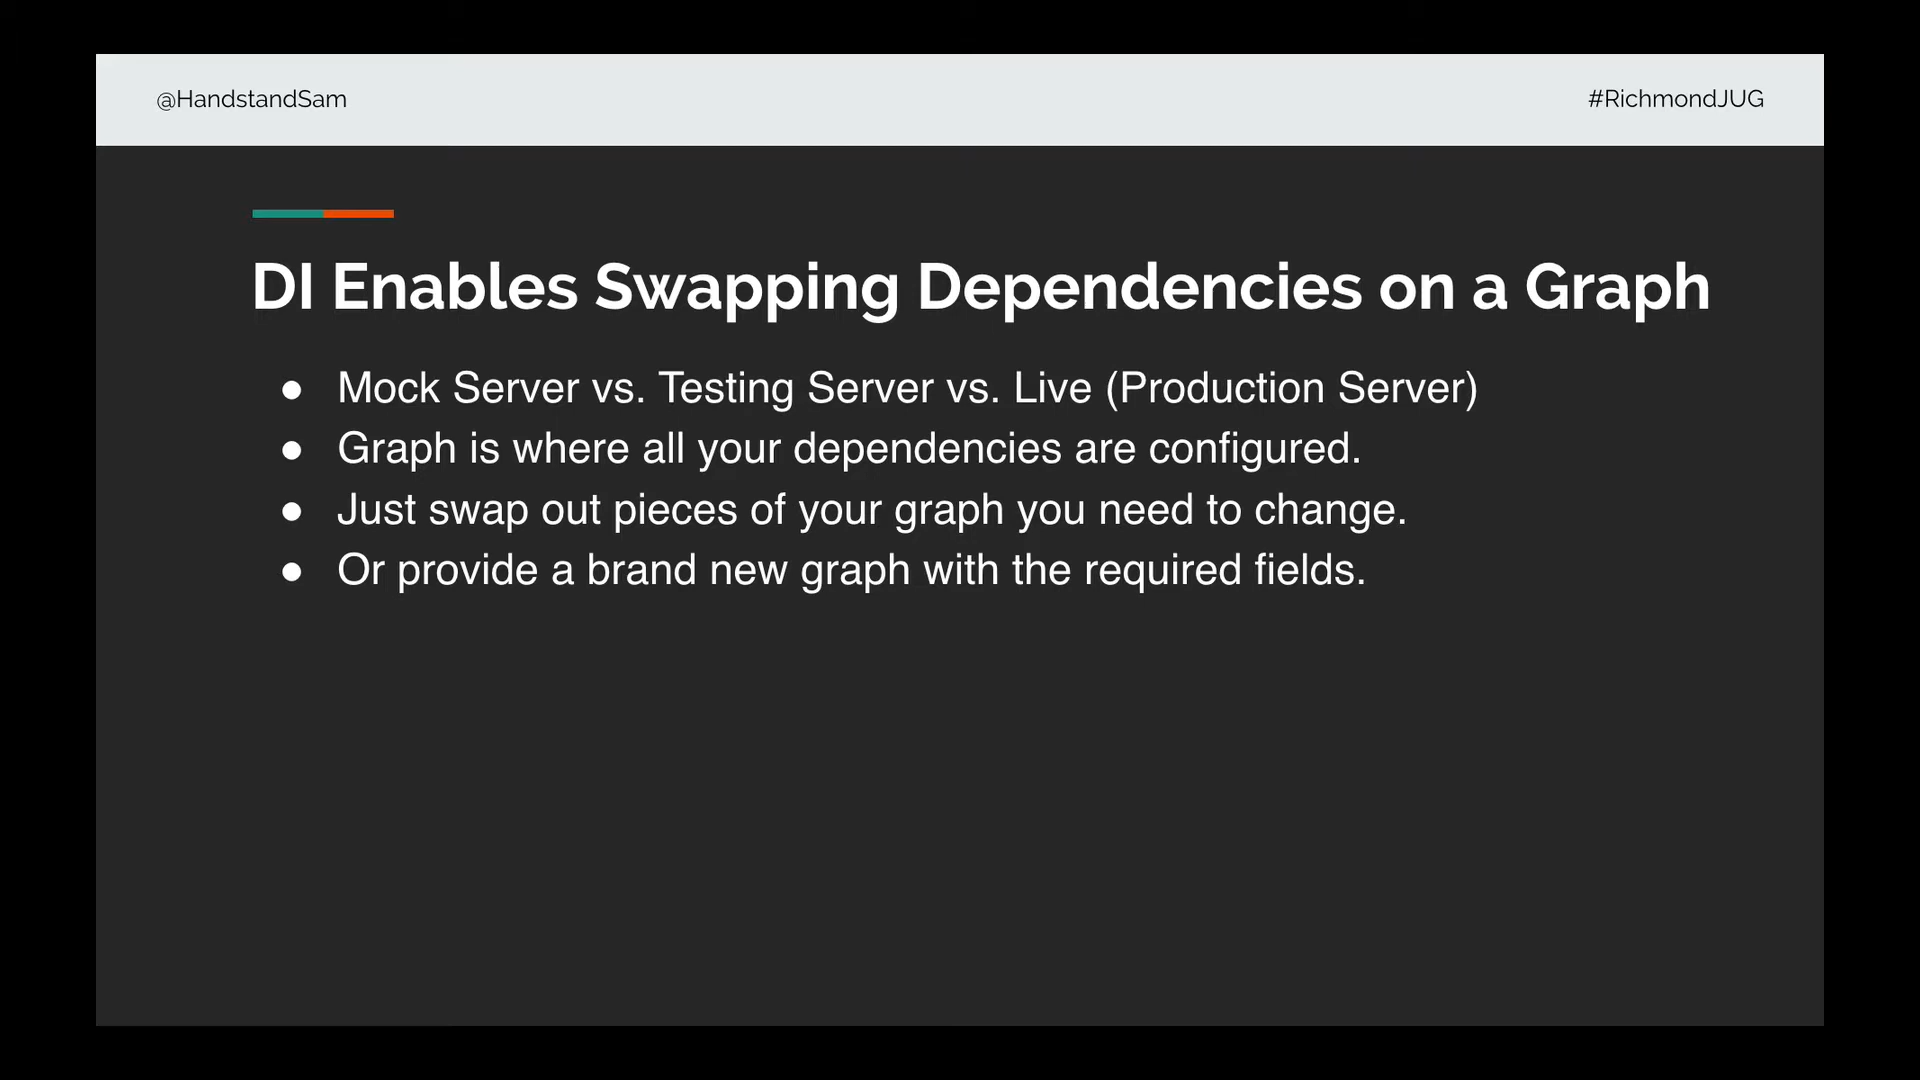 @HandstandSam
#RichmondJUG
DI Enables Swapping Dependencies on a Graph
● Mock Server vs. Testing Server vs. Live (Production Server)
● Graph is where all your dependencies are configured.
● Just swap out pieces of your graph you need to change.
● Or provide a brand new graph with the required fields.